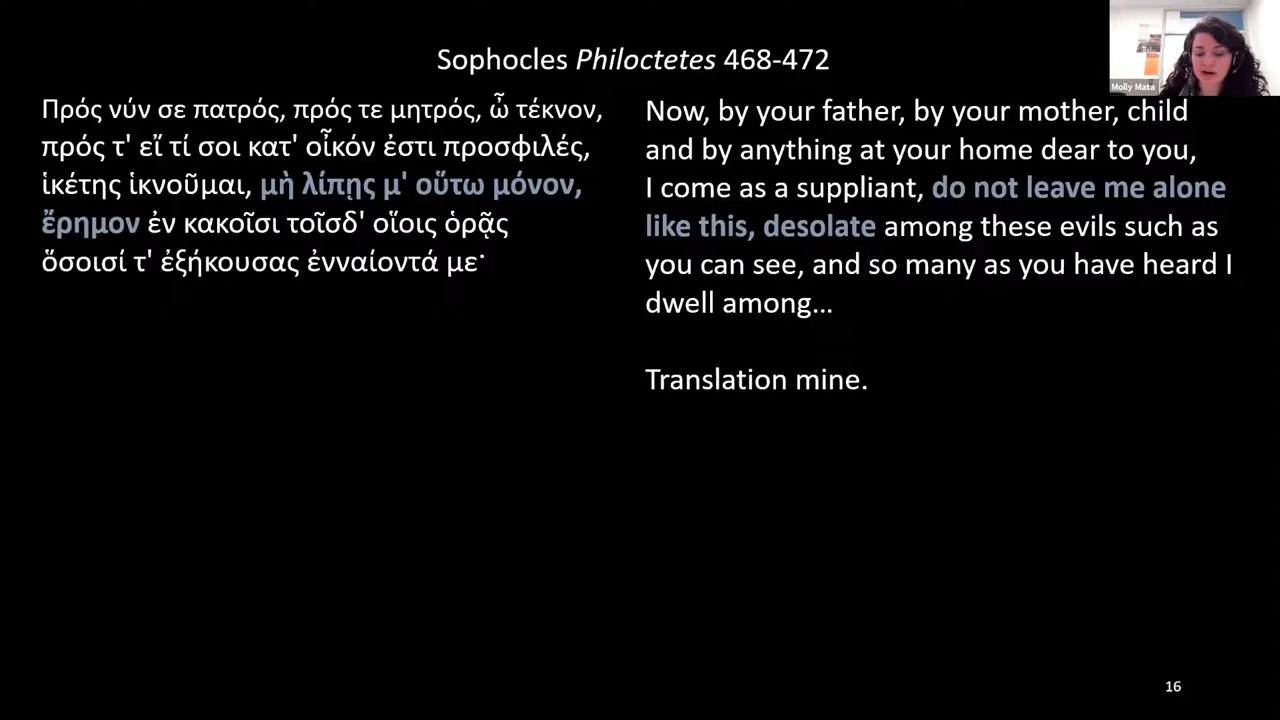 Sophocles Philoctetes 468-472
Πρός νύν σε πατρός, πρός τε μητρός, ὦ τέκνον,
πρός τ' εἴ τί σοι κατ' οἶκόν ἐστι προσφιλές,
ἱκέτης ἱκνοῦμαι, μὴ λίπῃς μ' οὕτω μόνον,
ἔρημον ἐν κακοῖσι τοῖσδ' οἵοις ὁρᾷς
ὅσοισί τ' ἐξήκουσας ἐνναίοντά με·
Now, by your father, by your mother, child
and by anything at your home dear to you,
I come as a suppliant, do not leave me alone
like this, desolate among these evils such as
you can see, and so many as you have heard I
dwell among…
Translation mine.
Molly Mata
16